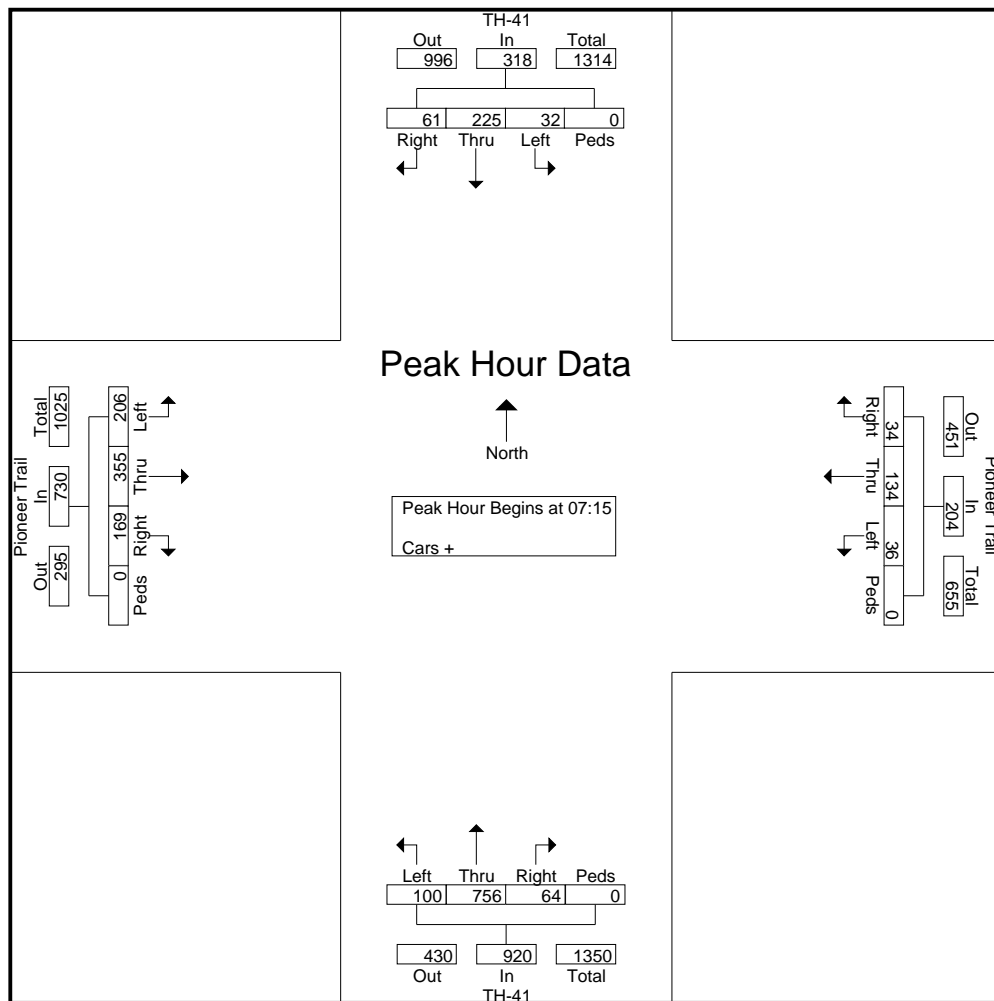 TH-41
Out In Total
996 318 1314
61 225 32 0
Right Thru Left Peds
Peak Hour Data
North
Peak Hour Begins at 07:15
Cars +
Pioneer Trail
Total In Out
1025 730 295
206 355 169 0
Left Thru Right Peds
Pioneer Trail
Out In Total
451 204 655
34 134 36 0
Right Thru Left Peds
Left Thru Right Peds
100 756 64 0
430 920 1350
Out In Total
TH-41